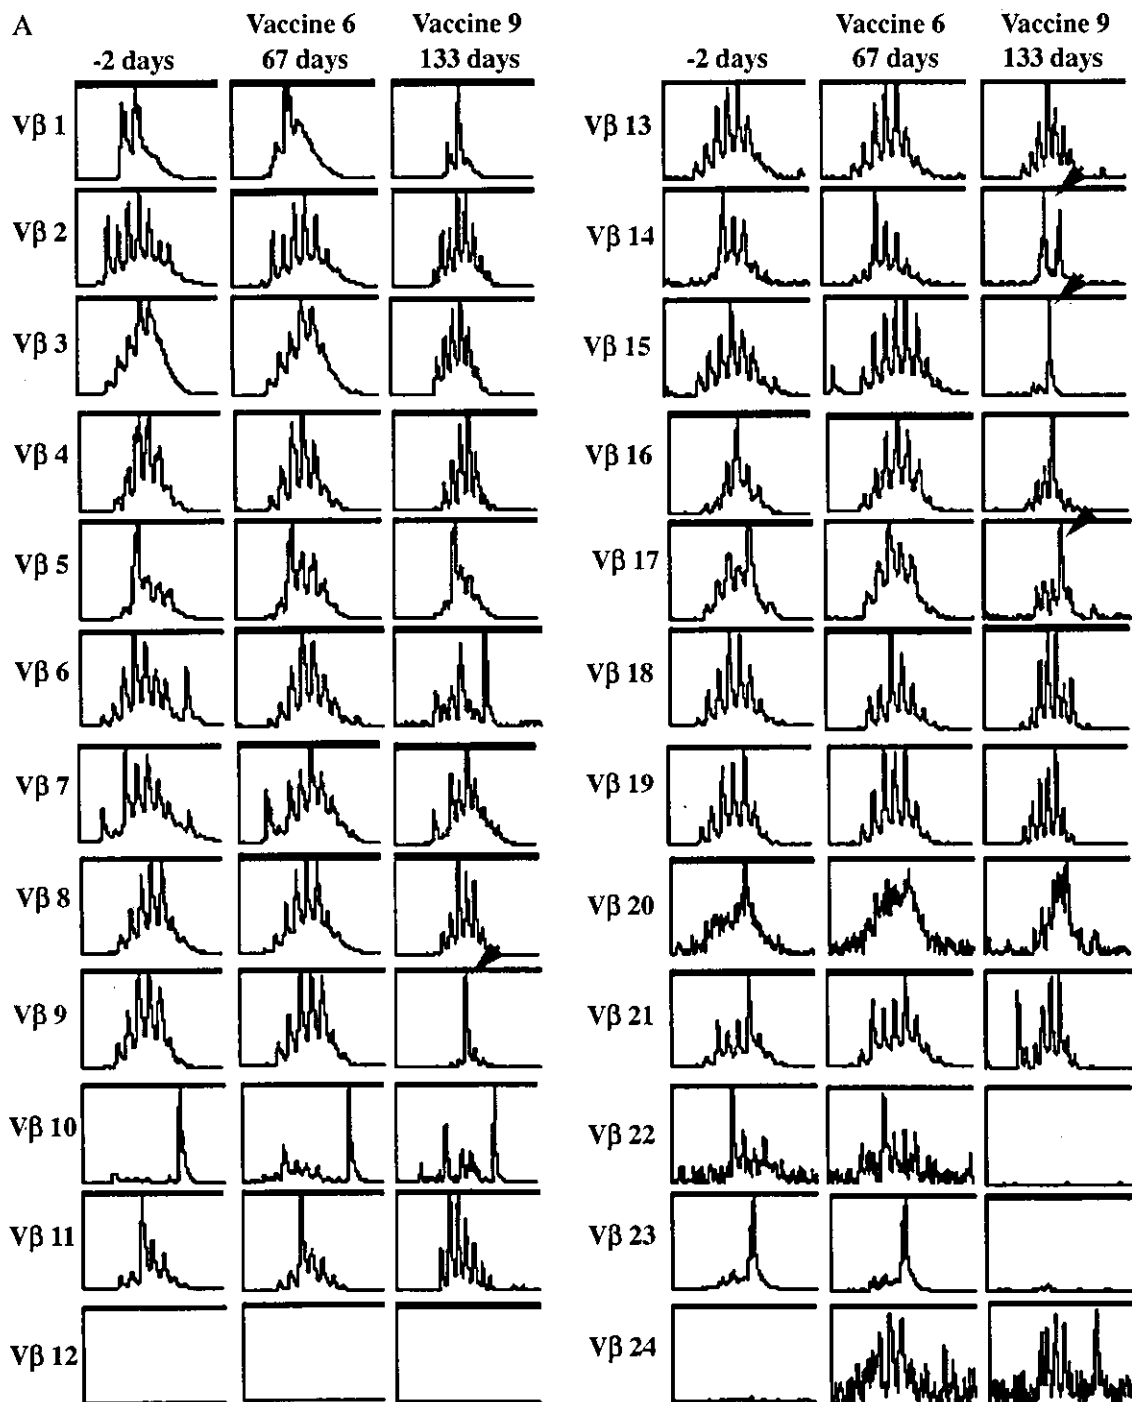 A
Vaccine 6 Vaccine 9
-2 days 67 days 133 days
Vβ 1
Vβ 2
Vβ 3
Vβ 4
Vβ 5
Vβ 6
Vβ 7
Vβ 8
Vβ 9
Vβ 10
Vβ 11
Vβ 12
Vaccine 6 Vaccine 9
-2 days 67 days 133 days
Vβ 13
Vβ 14
Vβ 15
Vβ 16
Vβ 17
Vβ 18
Vβ 19
Vβ 20
Vβ 21
Vβ 22
Vβ 23
Vβ 24